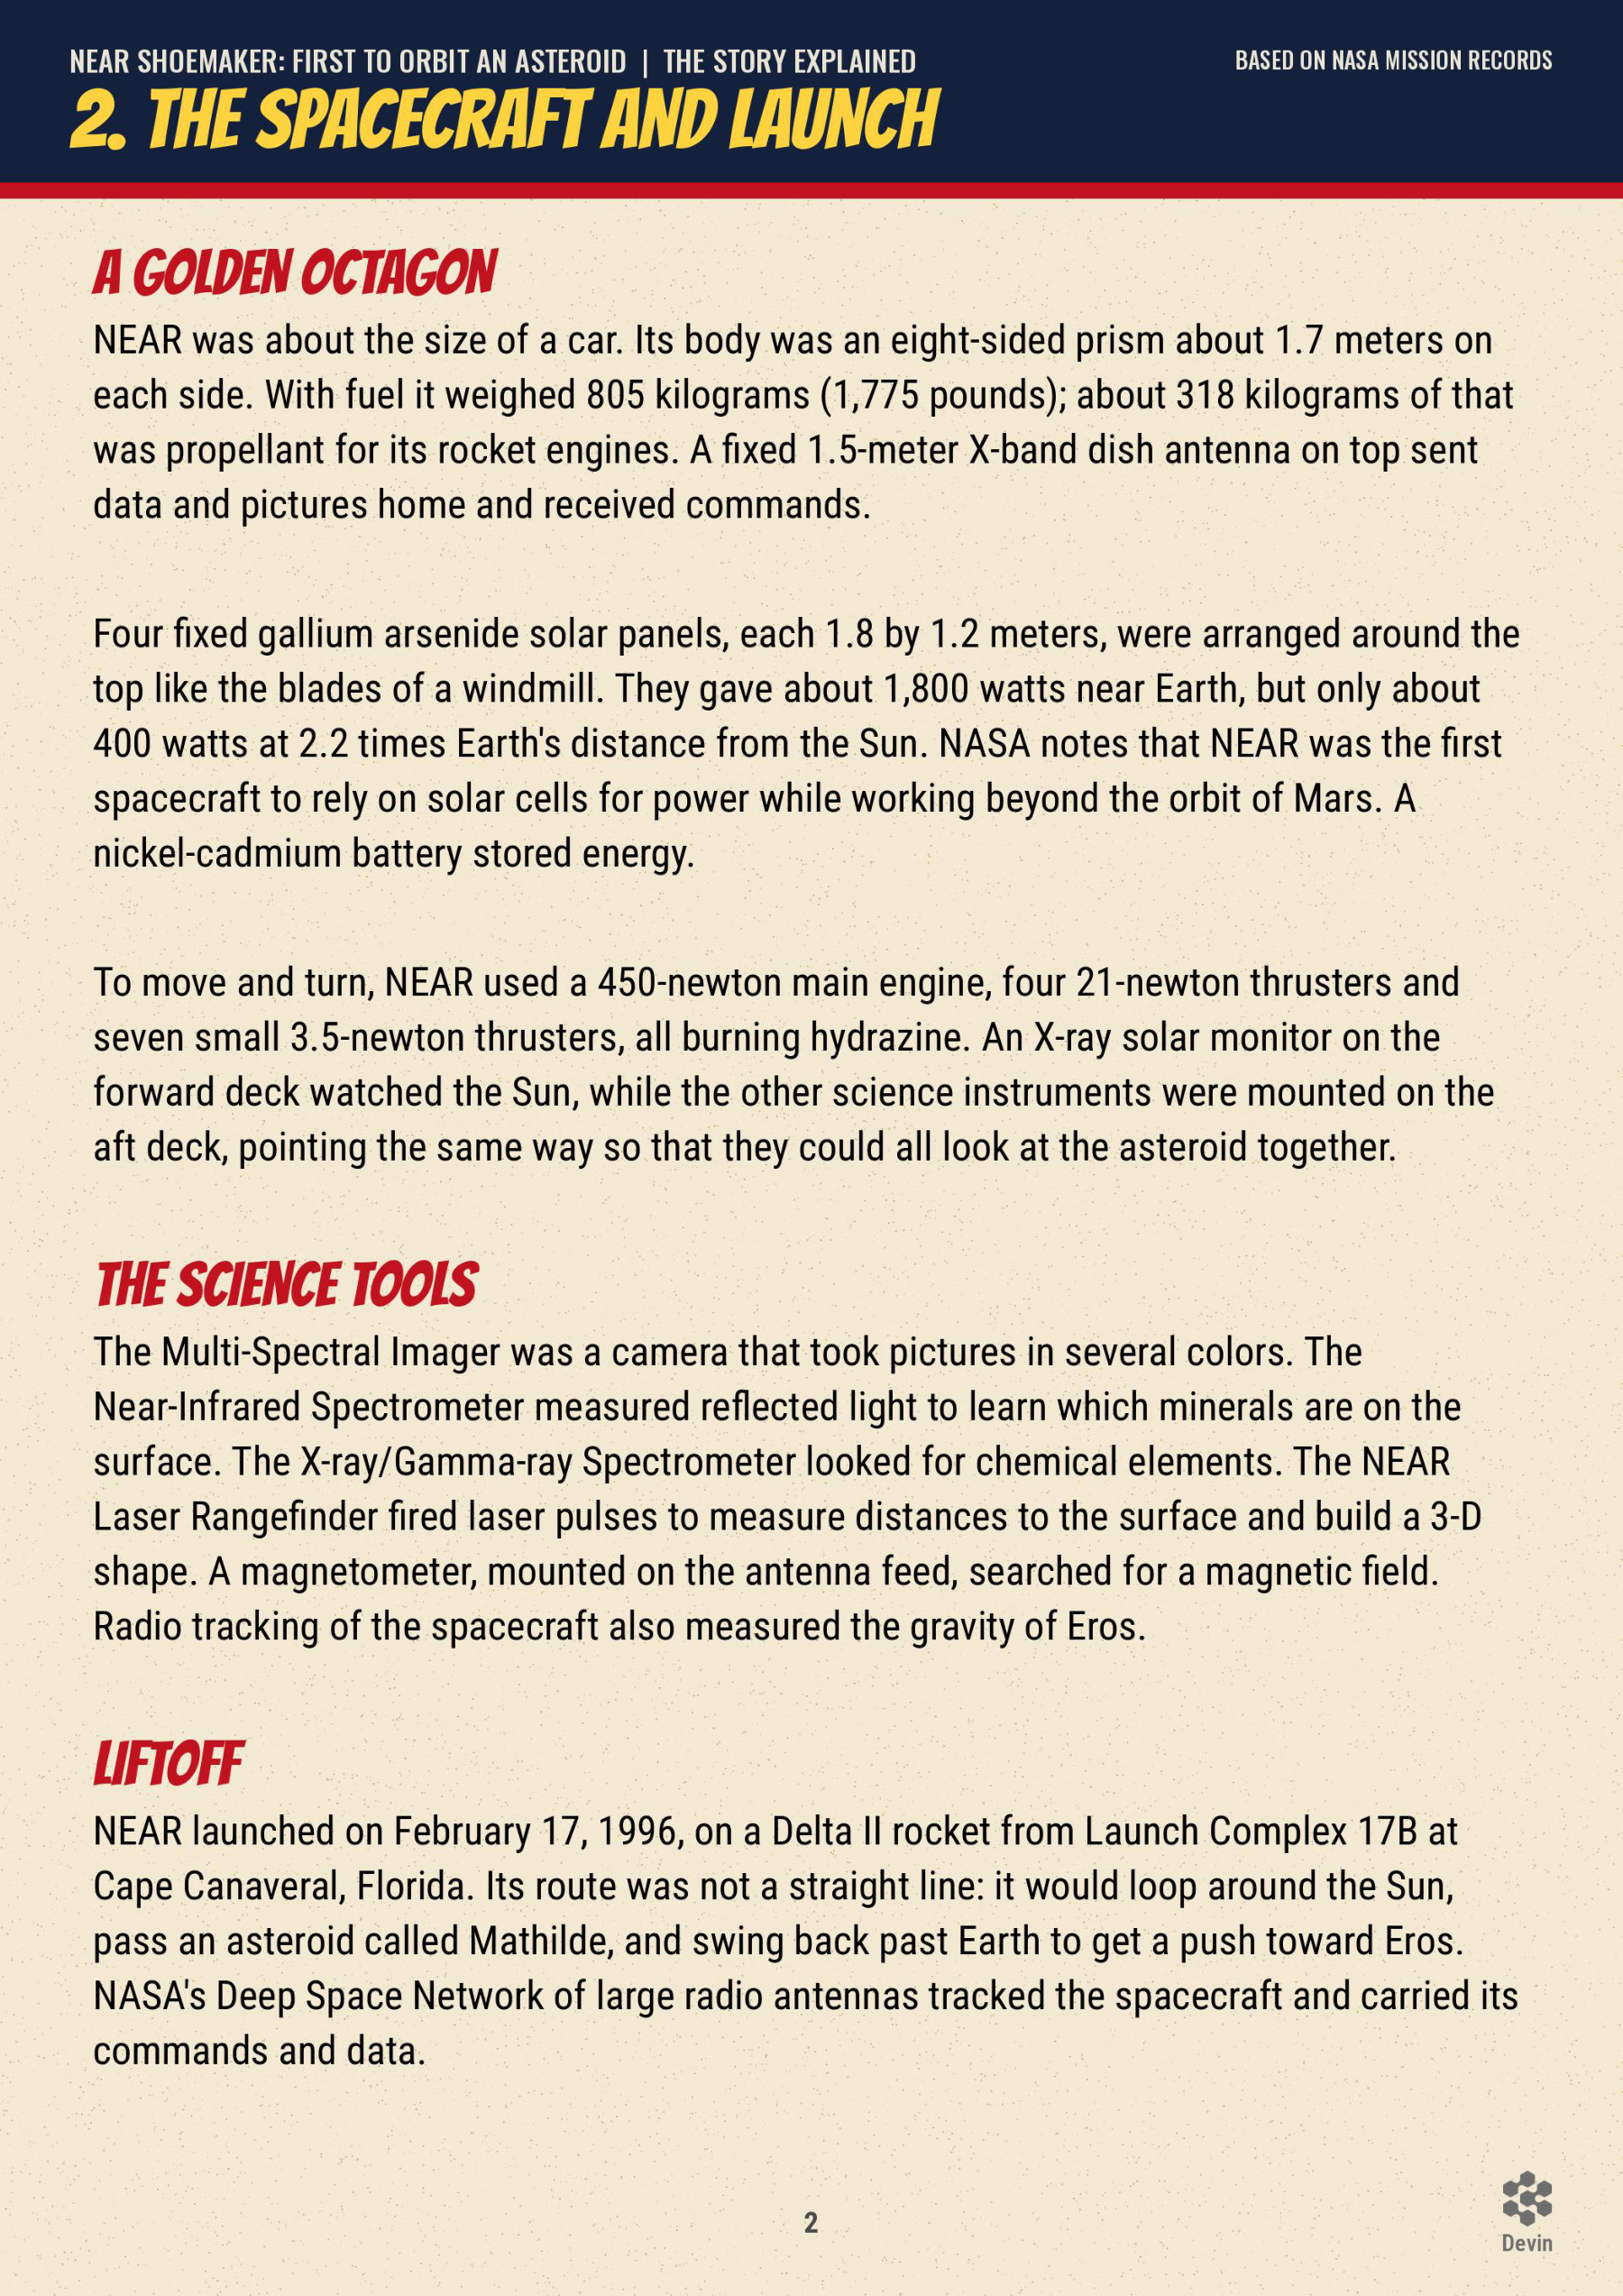 NEAR SHOEMAKER: FIRST TO ORBIT AN ASTEROID | THE STORY EXPLAINED
BASED ON NASA MISSION RECORDS
2. THE SPACECRAFT AND LAUNCH
A GOLDEN OCTAGON
NEAR was about the size of a car. Its body was an eight-sided prism about 1.7 meters on
each side. With fuel it weighed 805 kilograms (1,775 pounds); about 318 kilograms of that
was propellant for its rocket engines. A fixed 1.5-meter X-band dish antenna on top sent
data and pictures home and received commands.
Four fixed gallium arsenide solar panels, each 1.8 by 1.2 meters, were arranged around the
top like the blades of a windmill. They gave about 1,800 watts near Earth, but only about
400 watts at 2.2 times Earth's distance from the Sun. NASA notes that NEAR was the first
spacecraft to rely on solar cells for power while working beyond the orbit of Mars. A
nickel-cadmium battery stored energy.
To move and turn, NEAR used a 450-newton main engine, four 21-newton thrusters and
seven small 3.5-newton thrusters, all burning hydrazine. An X-ray solar monitor on the
forward deck watched the Sun, while the other science instruments were mounted on the
aft deck, pointing the same way so that they could all look at the asteroid together.
THE SCIENCE TOOLS
The Multi-Spectral Imager was a camera that took pictures in several colors. The
Near-Infrared Spectrometer measured reflected light to learn which minerals are on the
surface. The X-ray/Gamma-ray Spectrometer looked for chemical elements. The NEAR
Laser Rangefinder fired laser pulses to measure distances to the surface and build a 3-D
shape. A magnetometer, mounted on the antenna feed, searched for a magnetic field.
Radio tracking of the spacecraft also measured the gravity of Eros.
LIFTOFF
NEAR launched on February 17, 1996, on a Delta II rocket from Launch Complex 17B at
Cape Canaveral, Florida. Its route was not a straight line: it would loop around the Sun,
pass an asteroid called Mathilde, and swing back past Earth to get a push toward Eros.
NASA's Deep Space Network of large radio antennas tracked the spacecraft and carried its
commands and data.
2
Devin